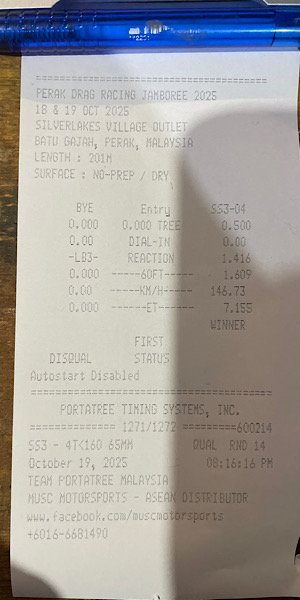 ================================
PERAK DRAG RACING JAMBOREE 2025
18 & 19 OCT 2025
SILVERLAKES VILLAGE OUTLET
BATU GAJAH, PERAK, MALAYSIA
LENGTH : 201M
SURFACE : NO-PREP / DRY
BYE Entry SS3-04
0.000 0.000 TREE 0.500
0.00 DIAL-IN 0.00
-LB3- REACTION 1.416
0.000 ------60FT------ 1.609
0.00 ------KM/H----- 146.73
0.000 ------ET------ 7.155
WINNER
FIRST
DISQUAL STATUS
Autostart Disabled
================================
PORTATREE TIMING SYSTEMS, INC.
=========== 1271/1272 =========600214
SS3 - 4T<160 65MM QUAL RND 14
October 19, 2025 08:16:16 PM
TEAM PORTATREE MALAYSIA
MUSC MOTORSPORTS - ASEAN DISTRIBUTOR
www.facebook.com/muscmotorsports
+6016-6681490